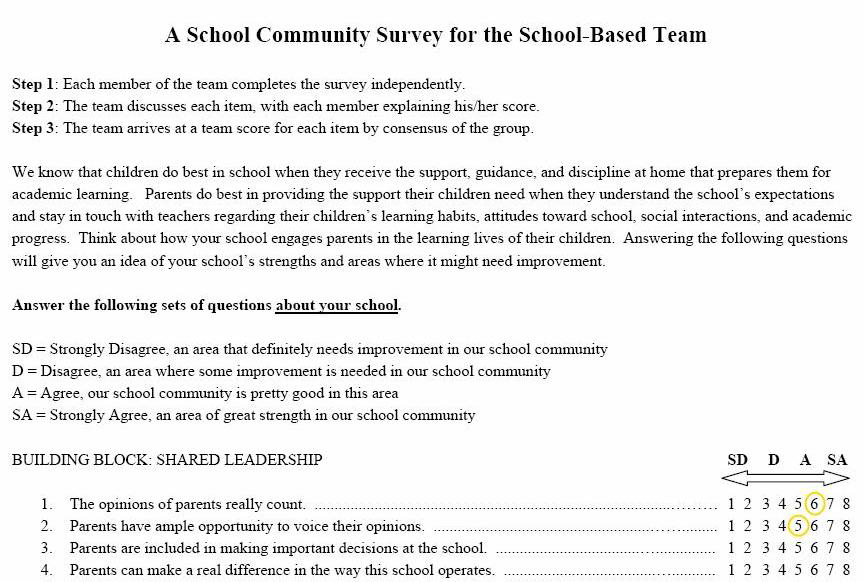 A School Community Survey for the School-Based Team
Step 1: Each member of the team completes the survey independently.
Step 2: The team discusses each item, with each member explaining his/her score.
Step 3: The team arrives at a team score for each item by consensus of the group.
We know that children do best in school when they receive the support, guidance, and discipline at home that prepares them for
academic learning. Parents do best in providing the support their children need when they understand the school's expectations
and stay in touch with teachers regarding their children's learning habits, attitudes toward school, social interactions, and academic
progress. Think about how your school engages parents in the learning lives of their children. Answering the following questions
will give you an idea of your school's strengths and areas where it might need improvement.
Answer the following sets of questions about your school.
SD = Strongly Disagree, an area that definitely needs improvement in our school community
D = Disagree, an area where some improvement is needed in our school community
A = Agree, our school community is pretty good in this area
SA = Strongly Agree, an area of great strength in our school community
BUILDING BLOCK: SHARED LEADERSHIP SD D A SA
1. The opinions of parents really count. ........................................................................ 1 2 3 4 5 6 7 8
2. Parents have ample opportunity to voice their opinions. ................................................ 1 2 3 4 5 6 7 8
3. Parents are included in making important decisions at the school. .................................... 1 2 3 4 5 6 7 8
4. Parents can make a real difference in the way this school operates. .................................. 1 2 3 4 5 6 7 8